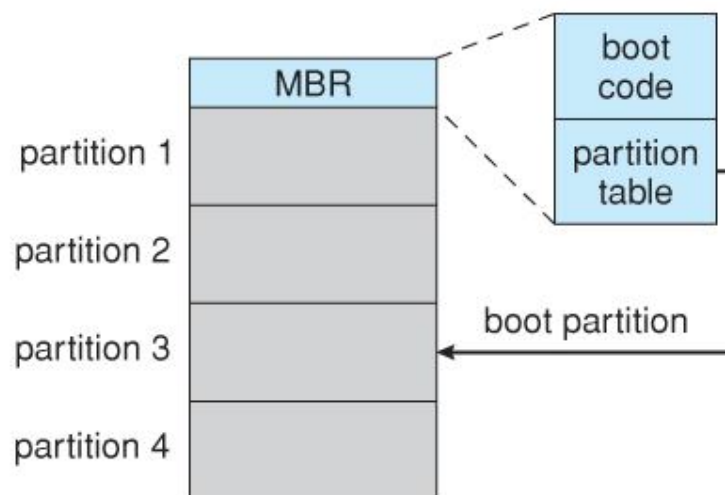 MBR
boot
code
partition
table
partition 1
partition 2
boot partition
partition 3
partition 4